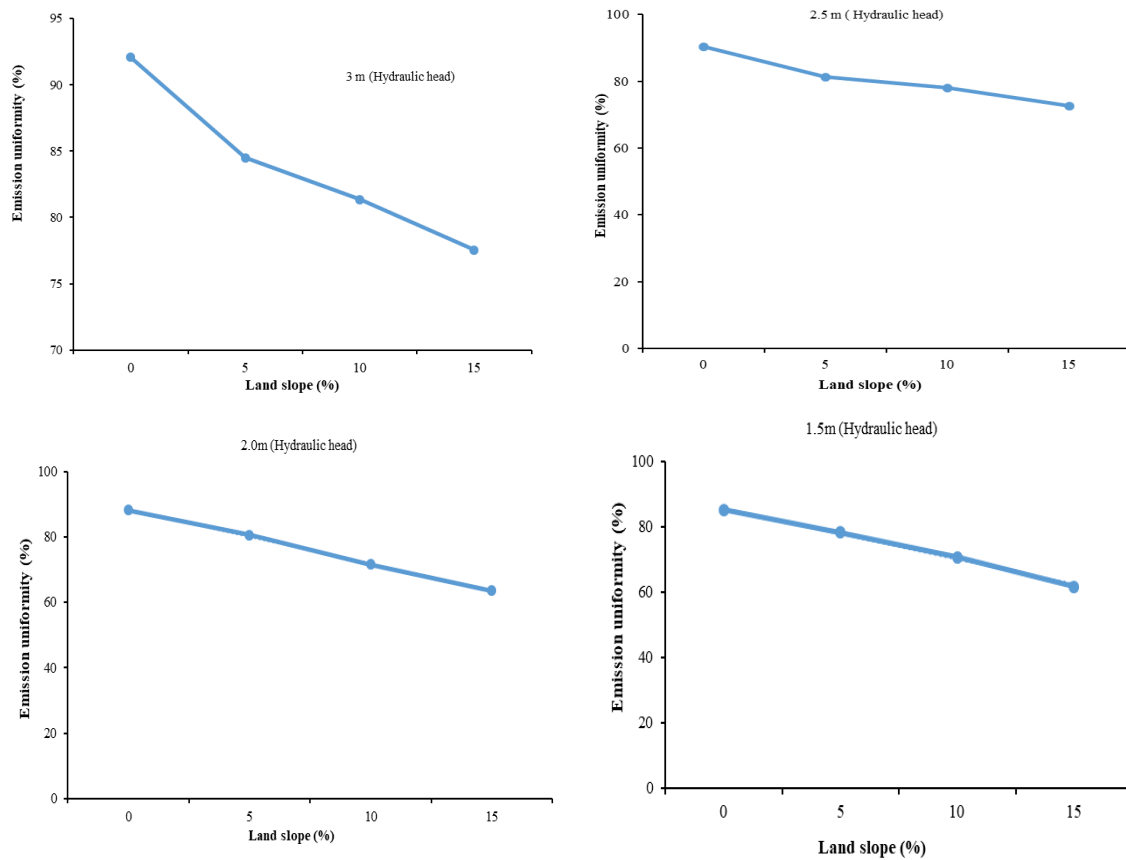 3 m (Hydraulic head)
Emission uniformity (%)
95
90
85
80
75
70
0 5 10 15
Land slope (%)
2.5 m ( Hydraulic head)
Emission uniformity (%)
100
80
60
40
20
0
0 5 10 15
Land slope (%)
2.0m (Hydraulic head)
Emission uniformity (%)
100
80
60
40
20
0
0 5 10 15
Land slope (%)
1.5m (Hydraulic head)
Emission uniformity (%)
100
80
60
40
20
0
0 5 10 15
Land slope (%)